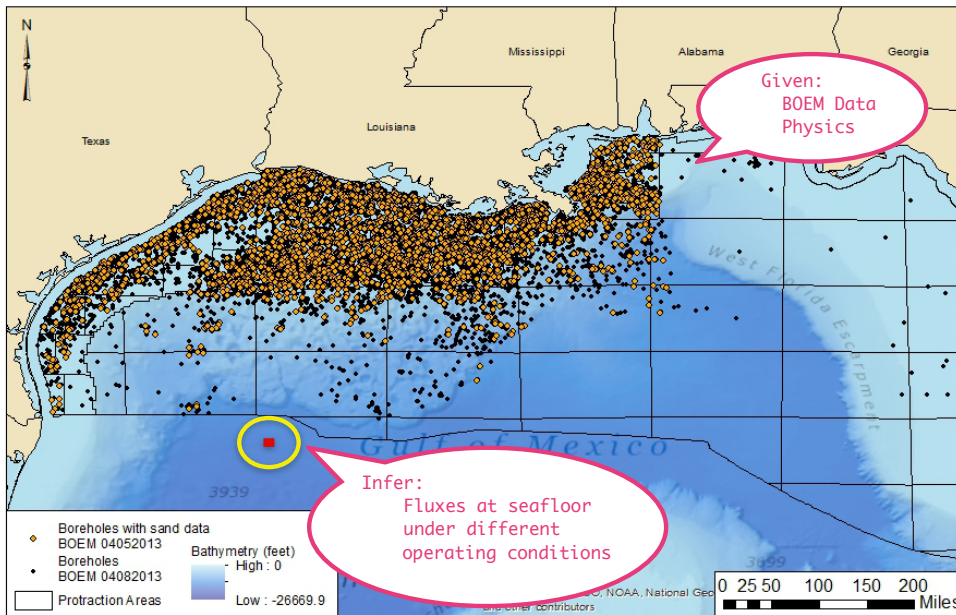 N
Mississippi
Alabama
Georgia
Texas
Louisiana
Given:
BOEM Data
Physics
West Florida Escarpment
Gulf of Mexico
3939
Infer:
Fluxes at seafloor
under different
operating conditions
3699
Boreholes with sand data
BOEM 04052013
Boreholes
BOEM 04082013
Protraction Areas
Bathymetry (feet)
High : 0
Low : -26669.9
NOAA, National Geo
and other contributors
0 25 50 100 150 200
Miles